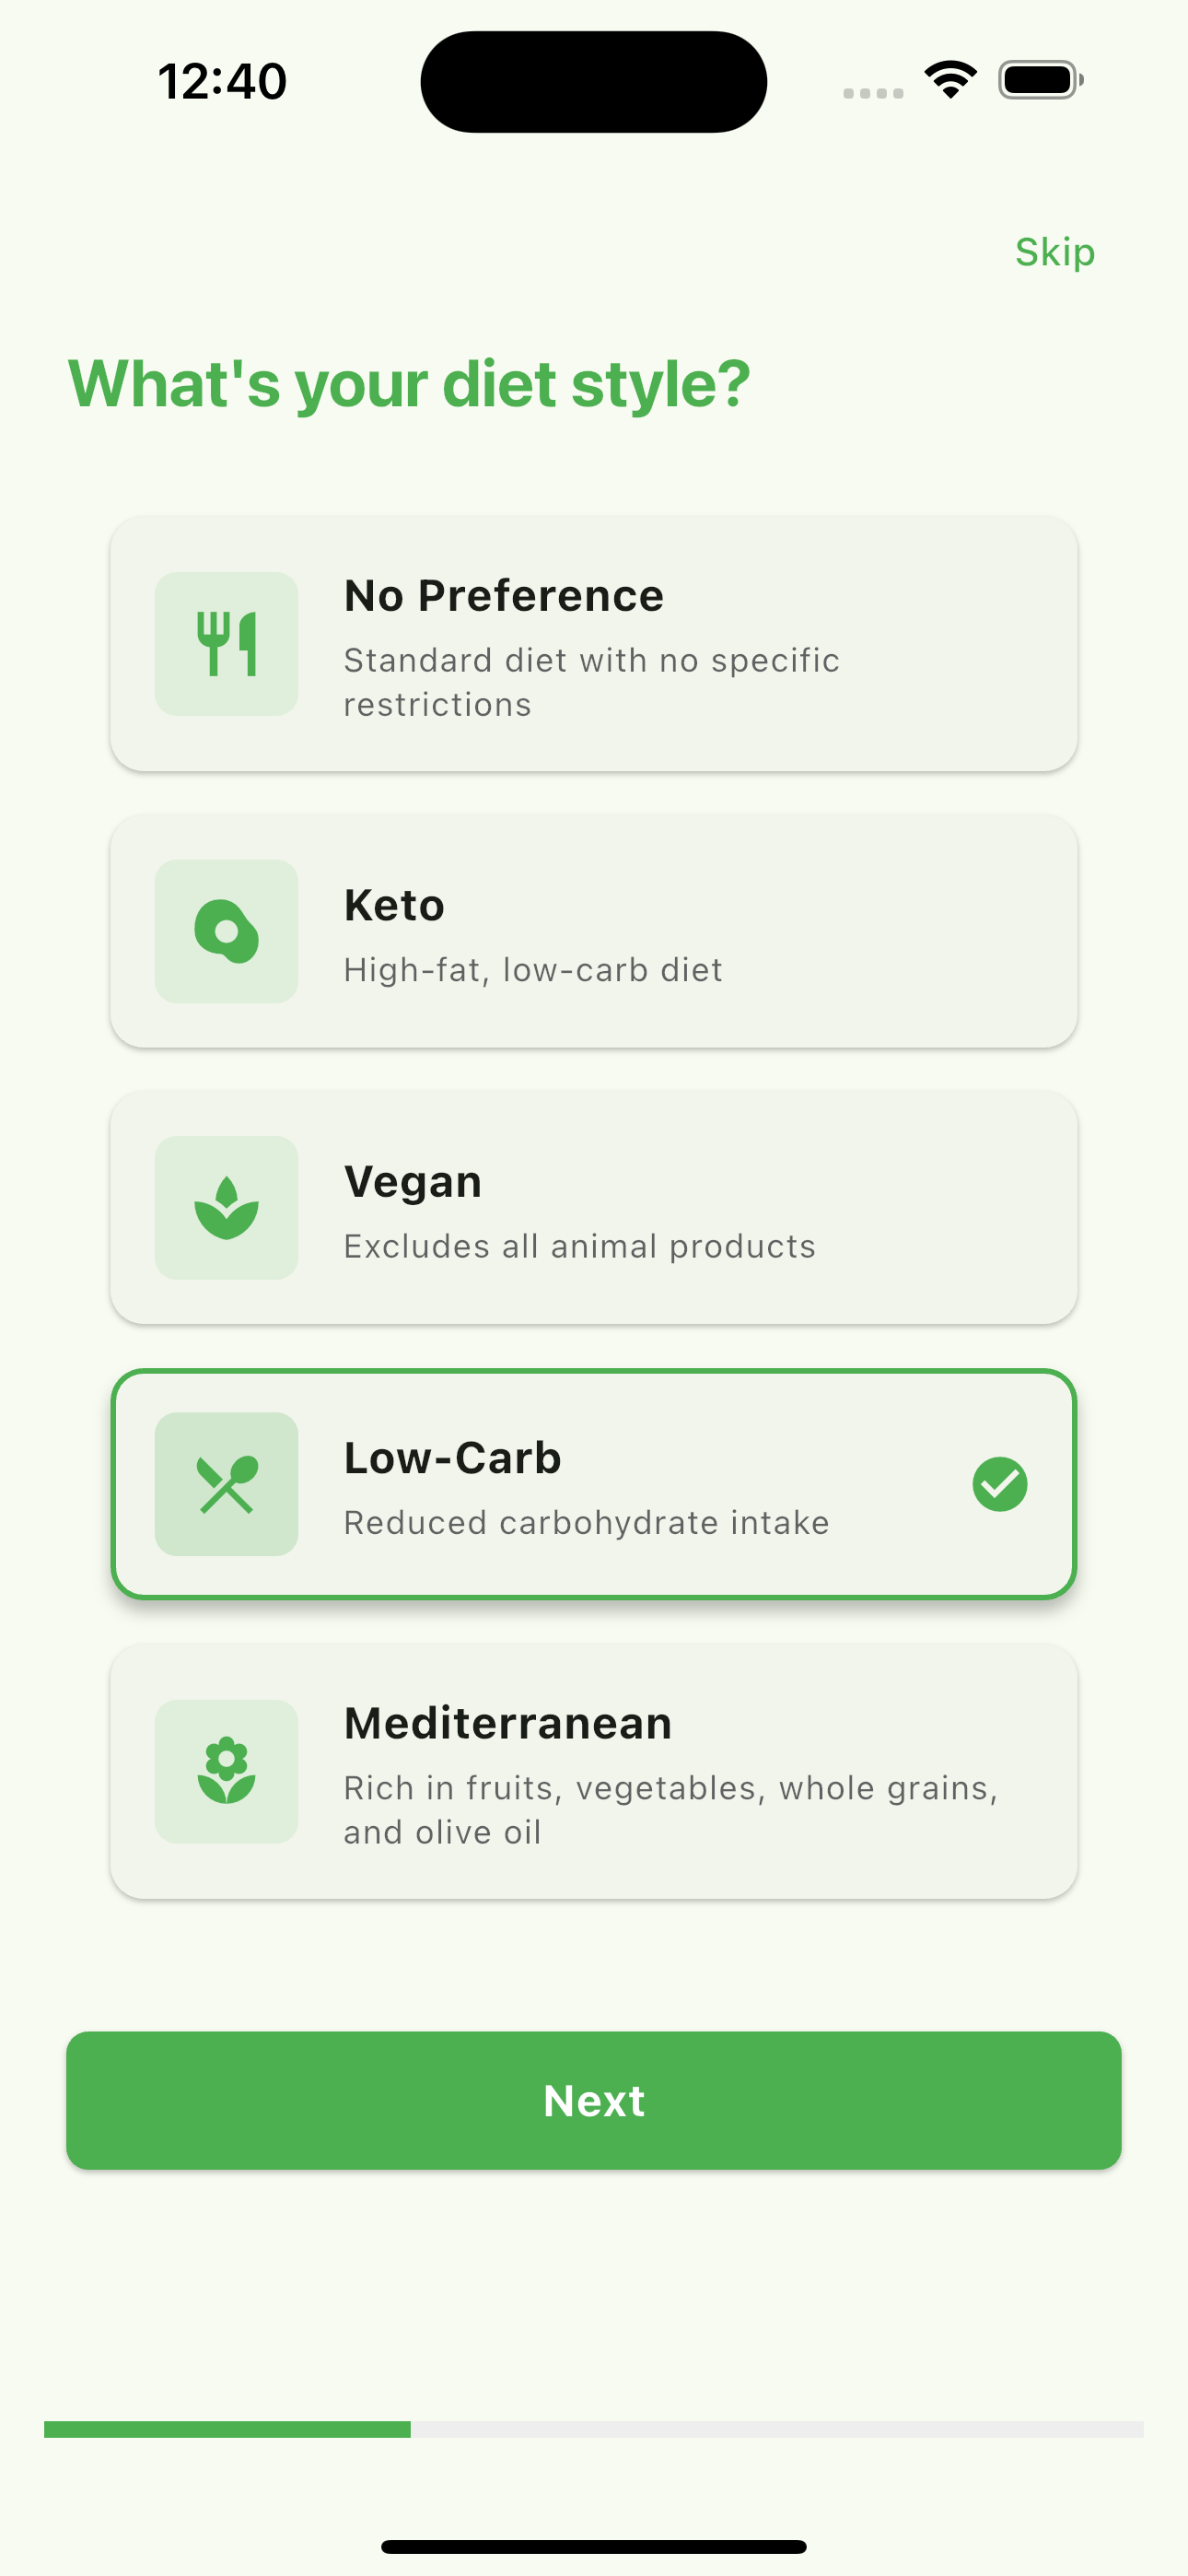 12:40
Skip
What's your diet style?
No Preference
Standard diet with no specific
restrictions
Keto
High-fat, low-carb diet
Vegan
Excludes all animal products
Low-Carb
Reduced carbohydrate intake
Mediterranean
Rich in fruits, vegetables, whole grains,
and olive oil
Next